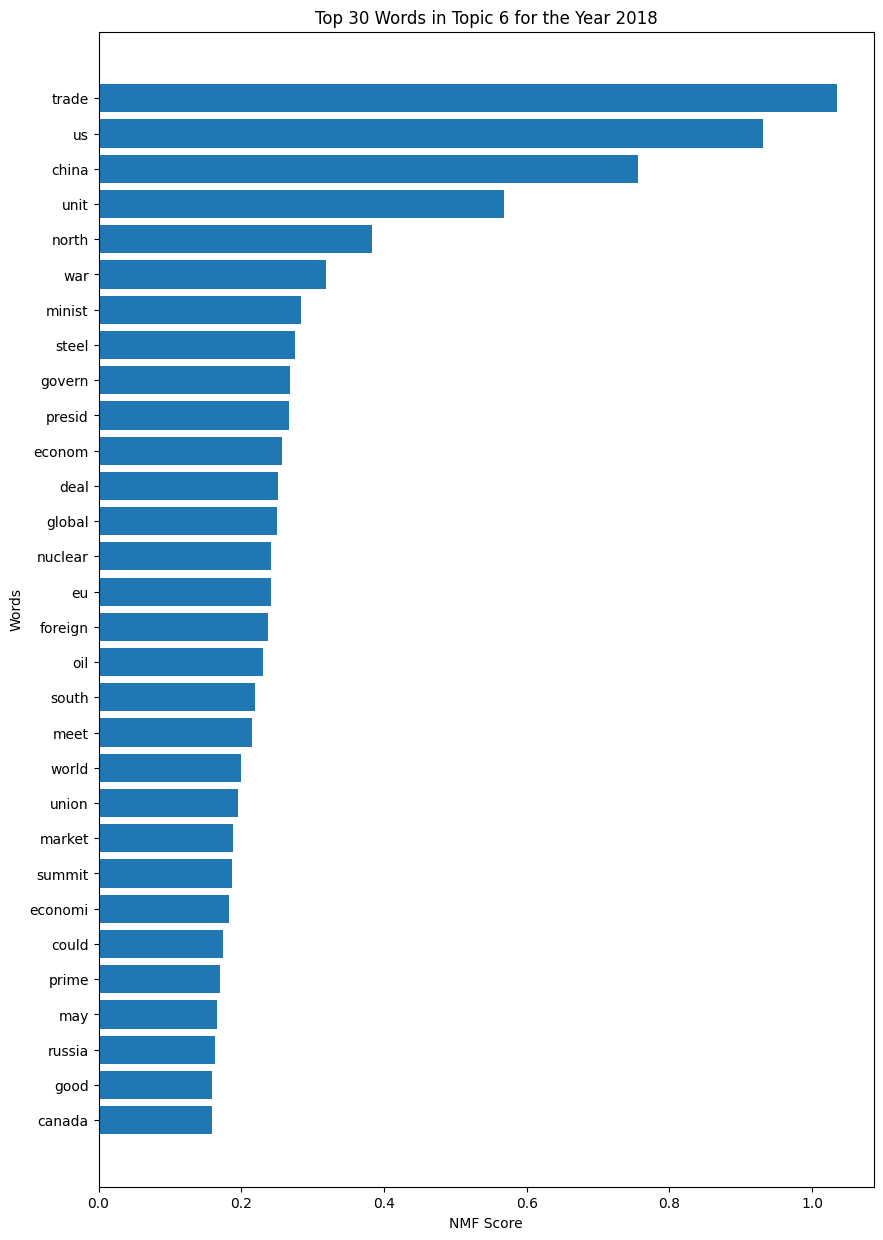 Top 30 Words in Topic 6 for the Year 2018
trade
us
china
unit
north
war
minist
steel
govern
presid
econom
deal
global
nuclear
eu
foreign
oil
south
meet
world
union
market
summit
economi
could
prime
may
russia
good
canada
Words
0.0 0.2 0.4 0.6 0.8 1.0
NMF Score